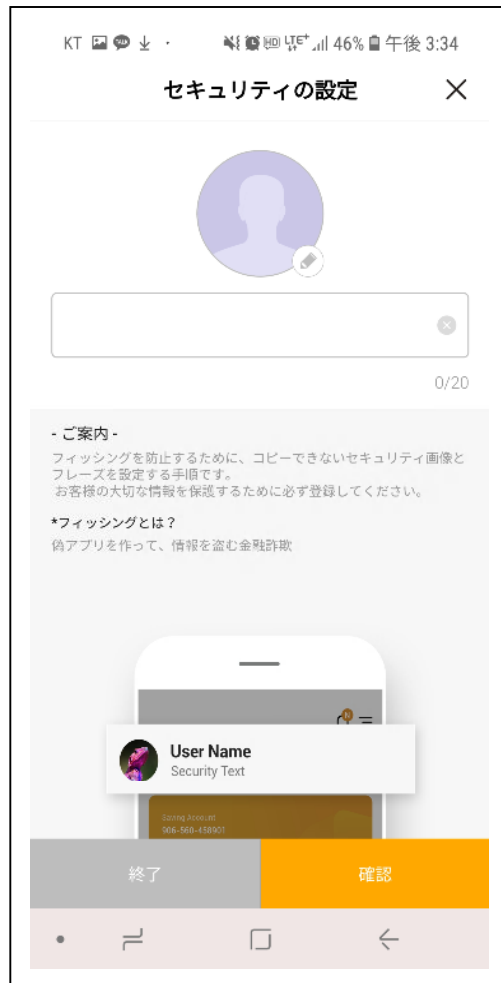 KT LTE+ 46% 午後 3:34
セキュリティの設定
0/20
- ご案内 -
フィッシングを防止するために、コピーできないセキュリティ画像と
フレーズを設定する手順です。
お客様の大切な情報を保護するために必ず登録してください。
*フィッシングとは？
偽アプリを作って、情報を盗む金融詐欺
User Name
Security Text
Saving Account
906-560-458901
終了 確認